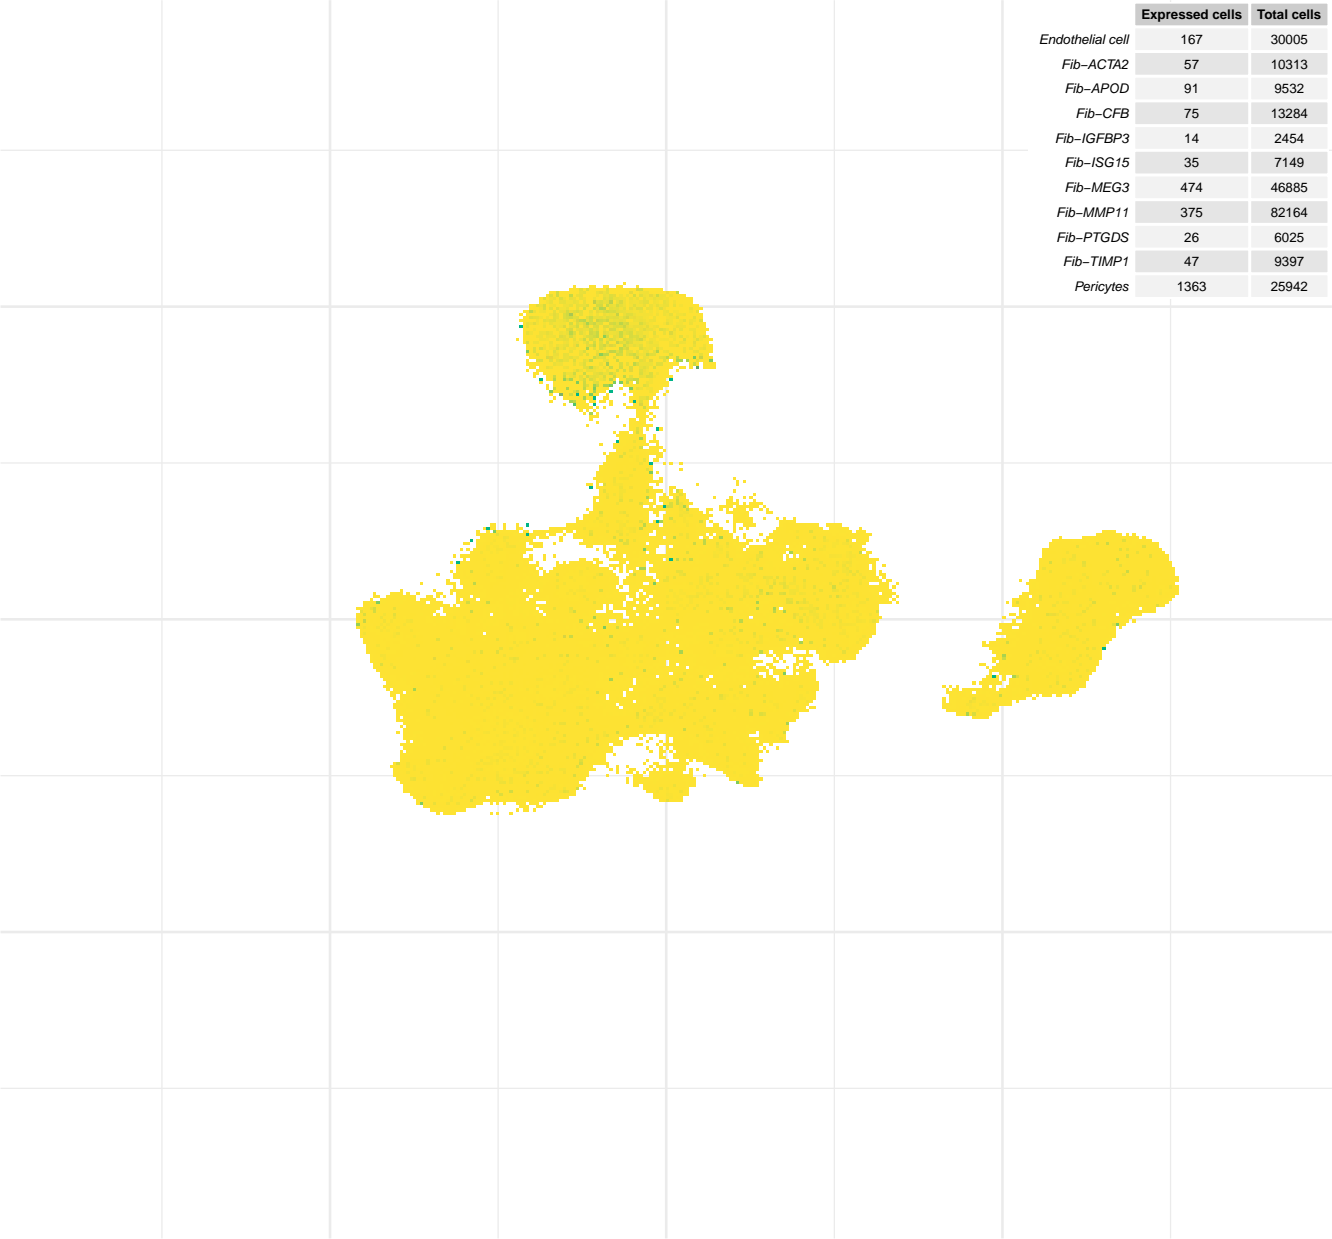 Expressed cells Total cells
Endothelial cell 167 30005
Fib−ACTA2 57 10313
Fib−APOD 91 9532
Fib−CFB 75 13284
Fib−IGFBP3 14 2454
Fib−ISG15 35 7149
Fib−MEG3 474 46885
Fib−MMP11 375 82164
Fib−PTGDS 26 6025
Fib−TIMP1 47 9397
Pericytes 1363 25942